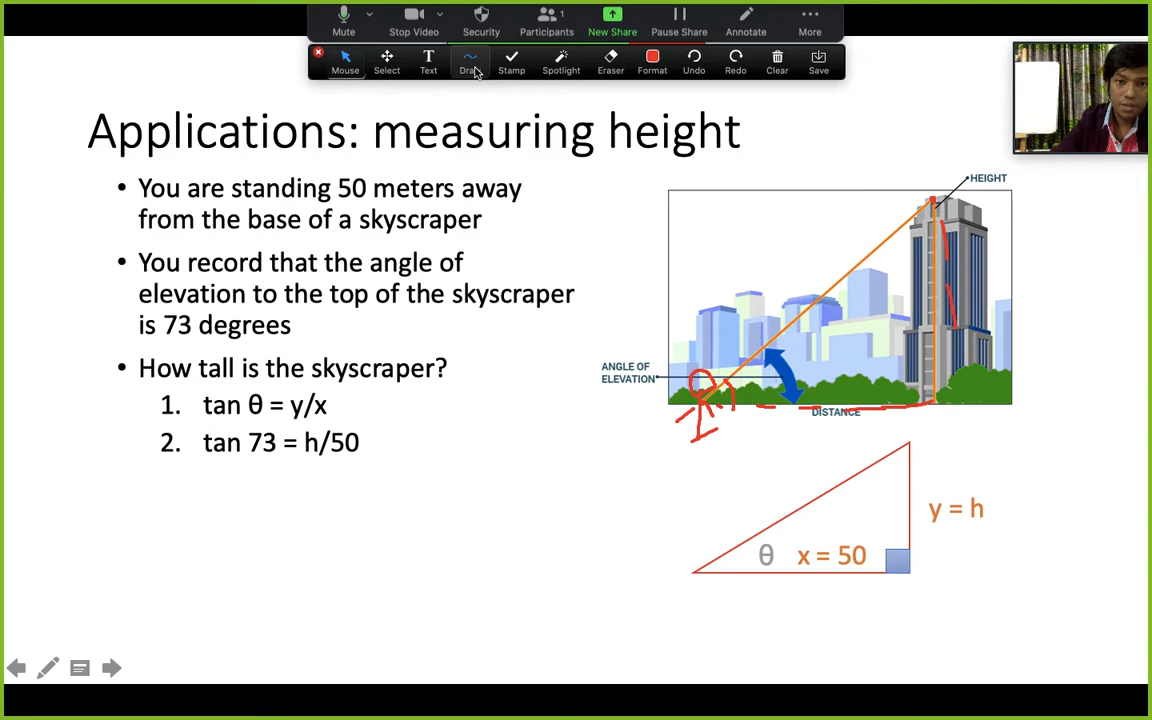 Mute
Stop Video
Security
Participants
1
New Share
Pause Share
Annotate
More
Mouse
Select
Text
Draw
Stamp
Spotlight
Eraser
Format
Undo
Redo
Clear
Save
Applications: measuring height
• You are standing 50 meters away
from the base of a skyscraper
• You record that the angle of
elevation to the top of the skyscraper
is 73 degrees
• How tall is the skyscraper?
1. tan θ = y/x
2. tan 73 = h/50
HEIGHT
ANGLE OF
ELEVATION
DISTANCE
y = h
θ x = 50